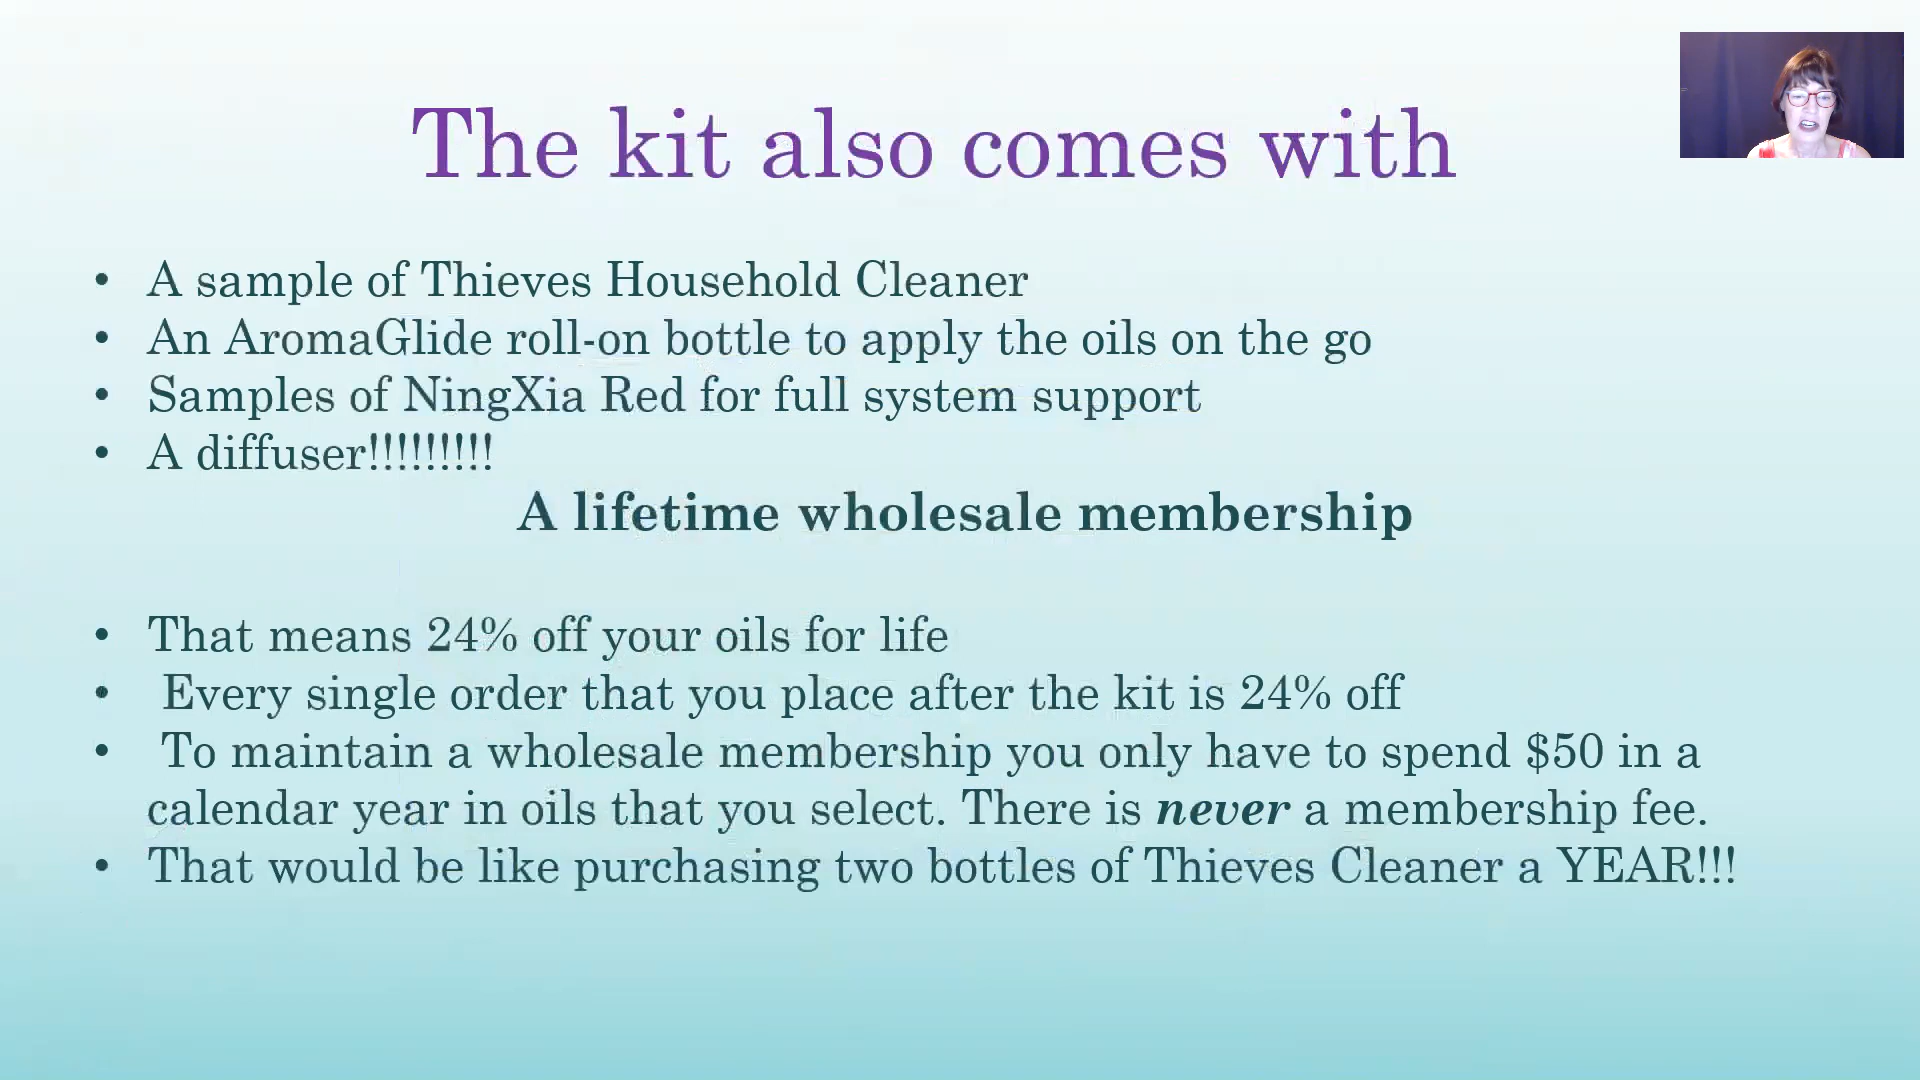 The kit also comes with
• A sample of Thieves Household Cleaner
• An AromaGlide roll-on bottle to apply the oils on the go
• Samples of NingXia Red for full system support
• A diffuser!!!!!!!!!
A lifetime wholesale membership
• That means 24% off your oils for life
• Every single order that you place after the kit is 24% off
• To maintain a wholesale membership you only have to spend $50 in a
calendar year in oils that you select. There is never a membership fee.
• That would be like purchasing two bottles of Thieves Cleaner a YEAR!!!